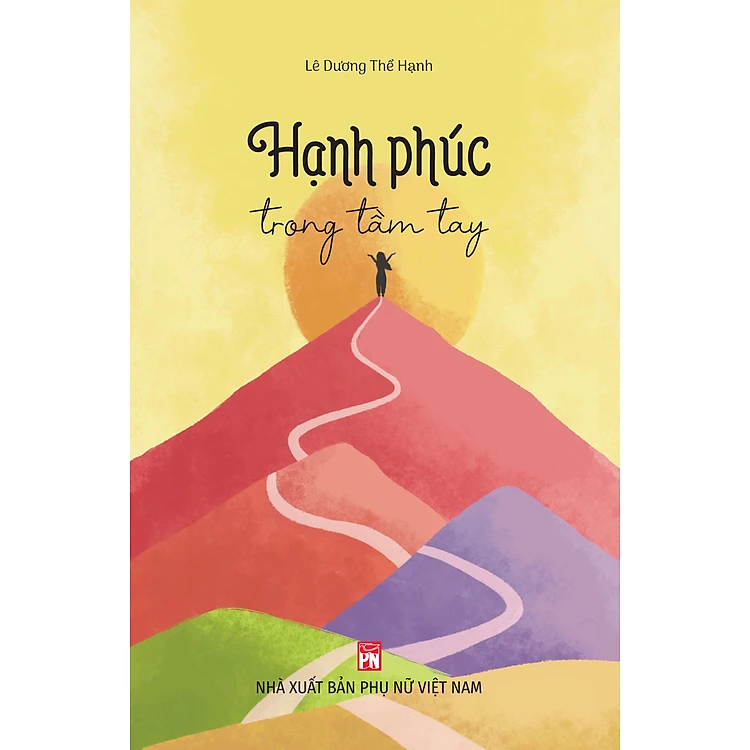 Lê Dương Thể Hạnh
Hạnh phúc
trong tầm tay
PN
NHÀ XUẤT BẢN PHỤ NỮ VIỆT NAM